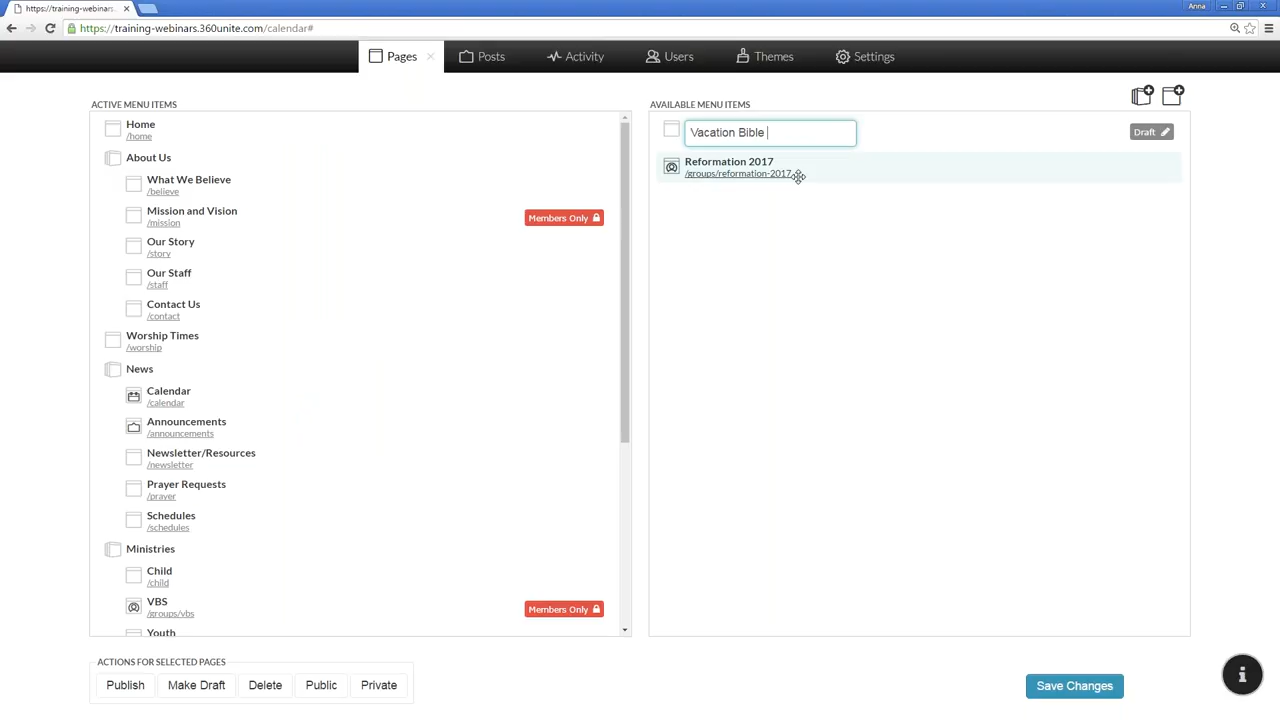 https://training-webinars.
Anna
https://training-webinars.360unite.com/calendar#
Pages
Posts
Activity
Users
Themes
Settings
ACTIVE MENU ITEMS
Home
/home
About Us
What We Believe
/believe
Mission and Vision
/mission
Members Only
Our Story
/story
Our Staff
/staff
Contact Us
/contact
Worship Times
/worship
News
Calendar
/calendar
Announcements
/announcements
Newsletter/Resources
/newsletter
Prayer Requests
/prayer
Schedules
/schedules
Ministries
Child
/child
VBS
/groups/vbs
Members Only
Youth
AVAILABLE MENU ITEMS
Vacation Bible
Draft
Reformation 2017
/groups/reformation-2017
ACTIONS FOR SELECTED PAGES
Publish
Make Draft
Delete
Public
Private
Save Changes